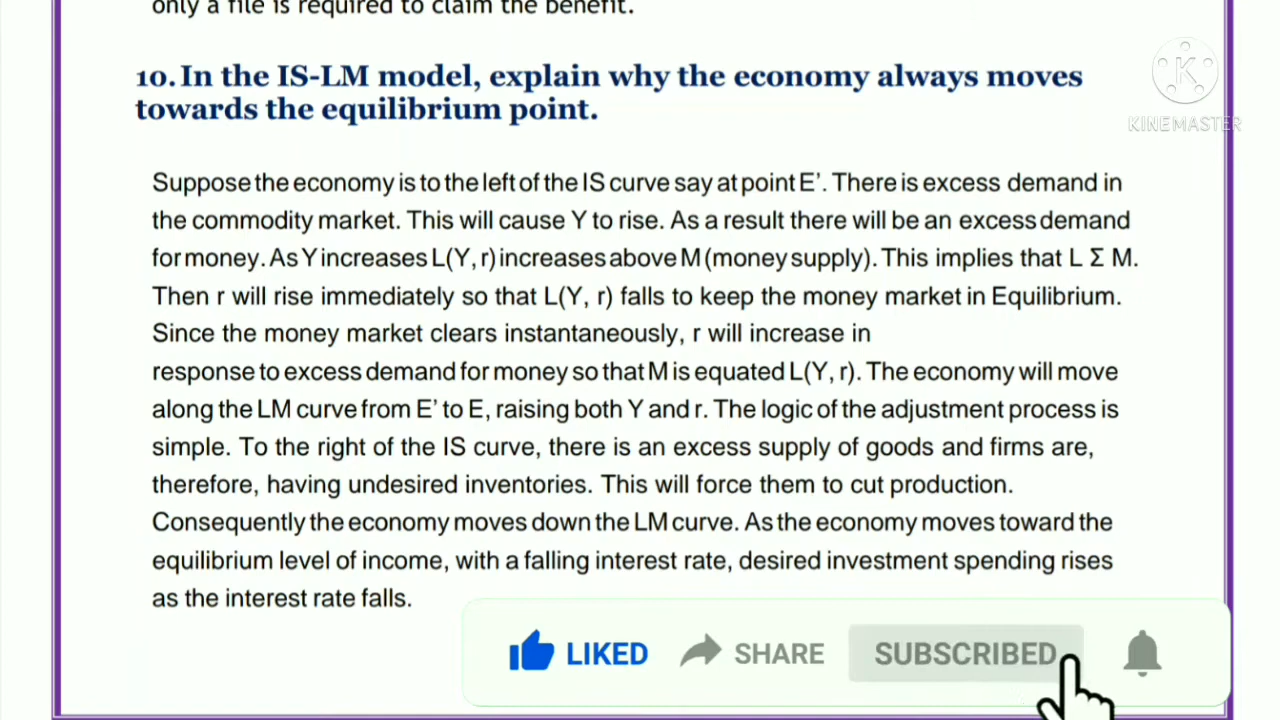 only a file is required to claim the benefit.
10. In the IS-LM model, explain why the economy always moves
towards the equilibrium point.
KINEMASTER
Suppose the economy is to the left of the IS curve say at point E’. There is excess demand in
the commodity market. This will cause Y to rise. As a result there will be an excess demand
for money. As Y increases L(Y, r) increases above M (money supply). This implies that L Σ M.
Then r will rise immediately so that L(Y, r) falls to keep the money market in Equilibrium.
Since the money market clears instantaneously, r will increase in
response to excess demand for money so that M is equated L(Y, r). The economy will move
along the LM curve from E’ to E, raising both Y and r. The logic of the adjustment process is
simple. To the right of the IS curve, there is an excess supply of goods and firms are,
therefore, having undesired inventories. This will force them to cut production.
Consequently the economy moves down the LM curve. As the economy moves toward the
equilibrium level of income, with a falling interest rate, desired investment spending rises
as the interest rate falls.
LIKED SHARE SUBSCRIBED